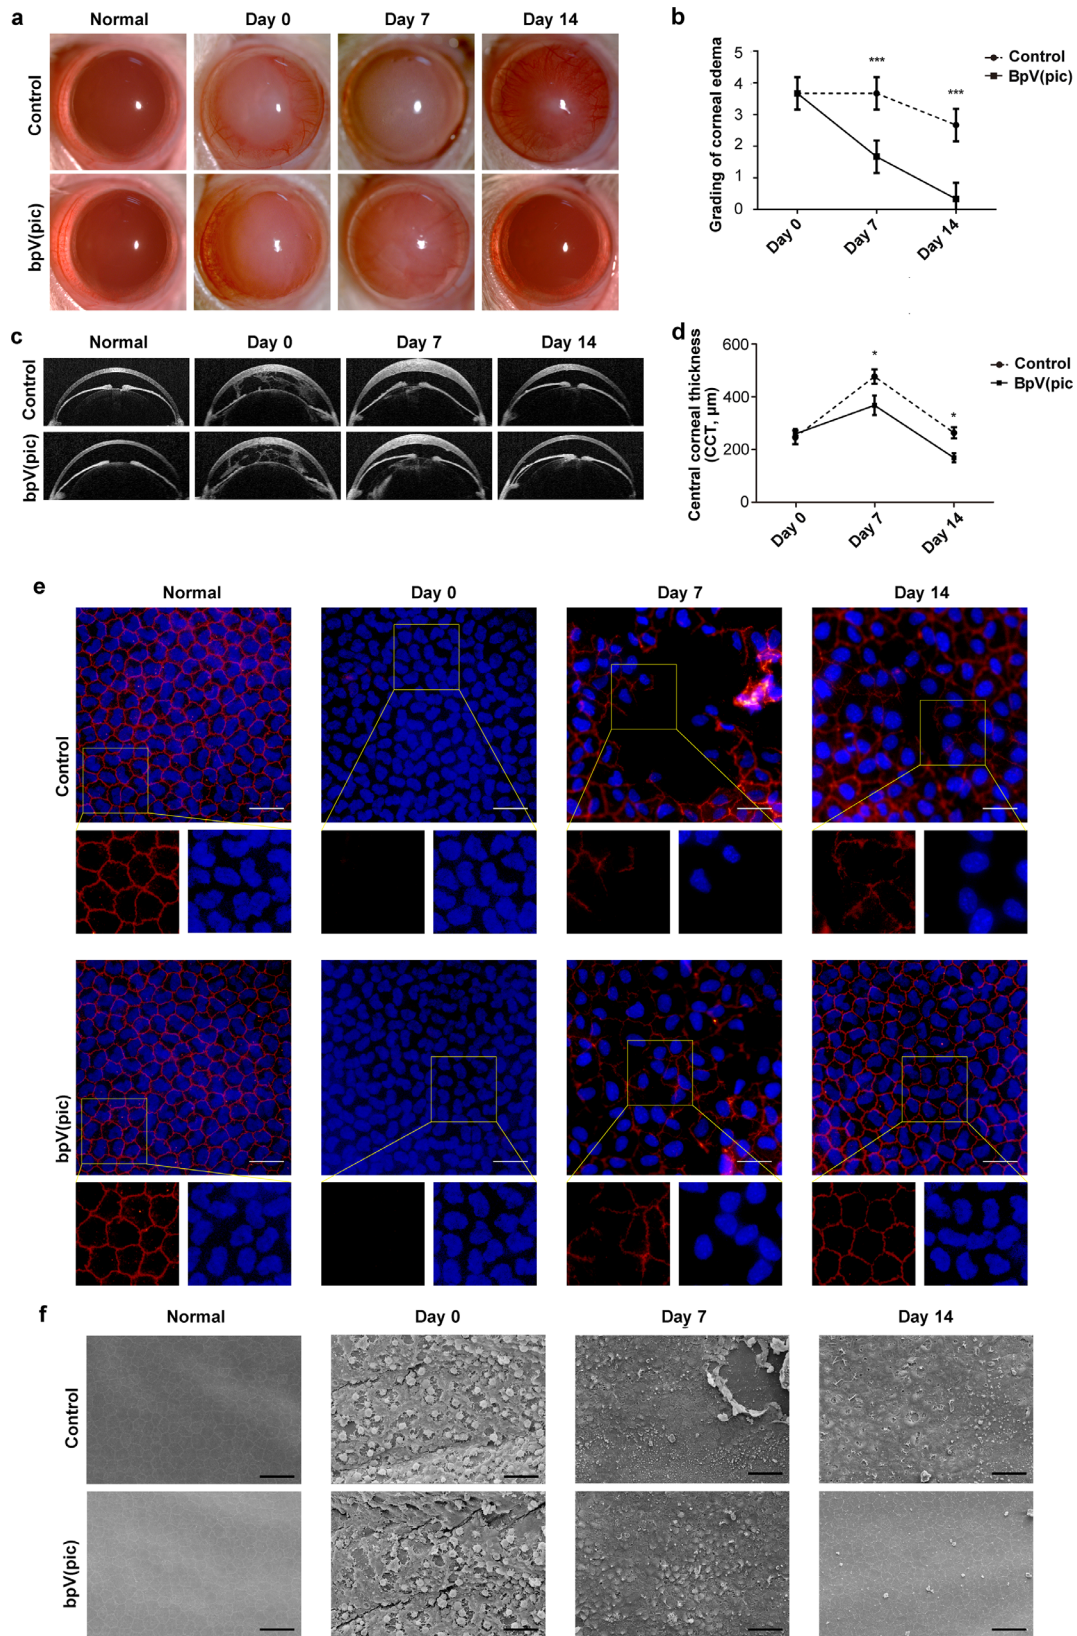 a
Normal
Day 0
Day 7
Day 14
Control
bpV(pic)
b
Grading of corneal edema
5
4
3
2
1
0
***
***
Control
BpV(pic)
Day 0
Day 7
Day 14
c
Normal
Day 0
Day 7
Day 14
Control
bpV(pic)
d
Central corneal thickness
(CCT, μm)
600
400
200
0
*
*
Control
BpV(pic
Day 0
Day 7
Day 14
e
Normal
Day 0
Day 7
Day 14
Control
bpV(pic)
f
Normal
Day 0
Day 7
Day 14
Control
bpV(pic)